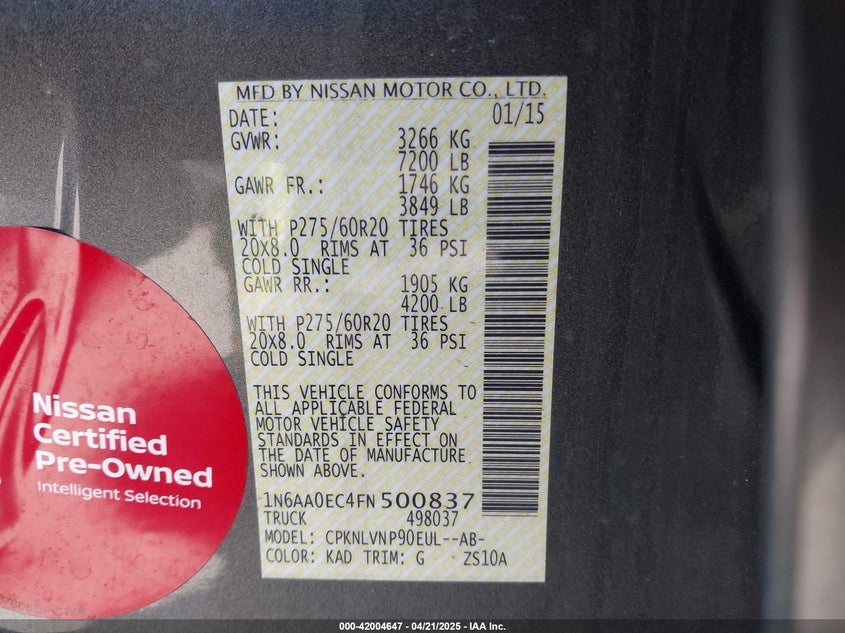 MFD BY NISSAN MOTOR CO., LTD.
DATE: 01/15
GVWR: 3266 KG
7200 LB
GAWR FR.: 1746 KG
3849 LB
WITH P275/60R20 TIRES
20X8.0 RIMS AT 36 PSI
COLD SINGLE
GAWR RR.: 1905 KG
4200 LB
WITH P275/60R20 TIRES
20X8.0 RIMS AT 36 PSI
COLD SINGLE
THIS VEHICLE CONFORMS TO
ALL APPLICABLE FEDERAL
MOTOR VEHICLE SAFETY
STANDARDS IN EFFECT ON
THE DATE OF MANUFACTURE
SHOWN ABOVE.
1N6AA0EC4FN500837
TRUCK 498037
MODEL: CPKNLVNP90EUL--AB-
COLOR: KAD TRIM: G ZS10A
Nissan
Certified
Pre-Owned
Intelligent Selection
000-42004647 - 04/21/2025 - IAA Inc.